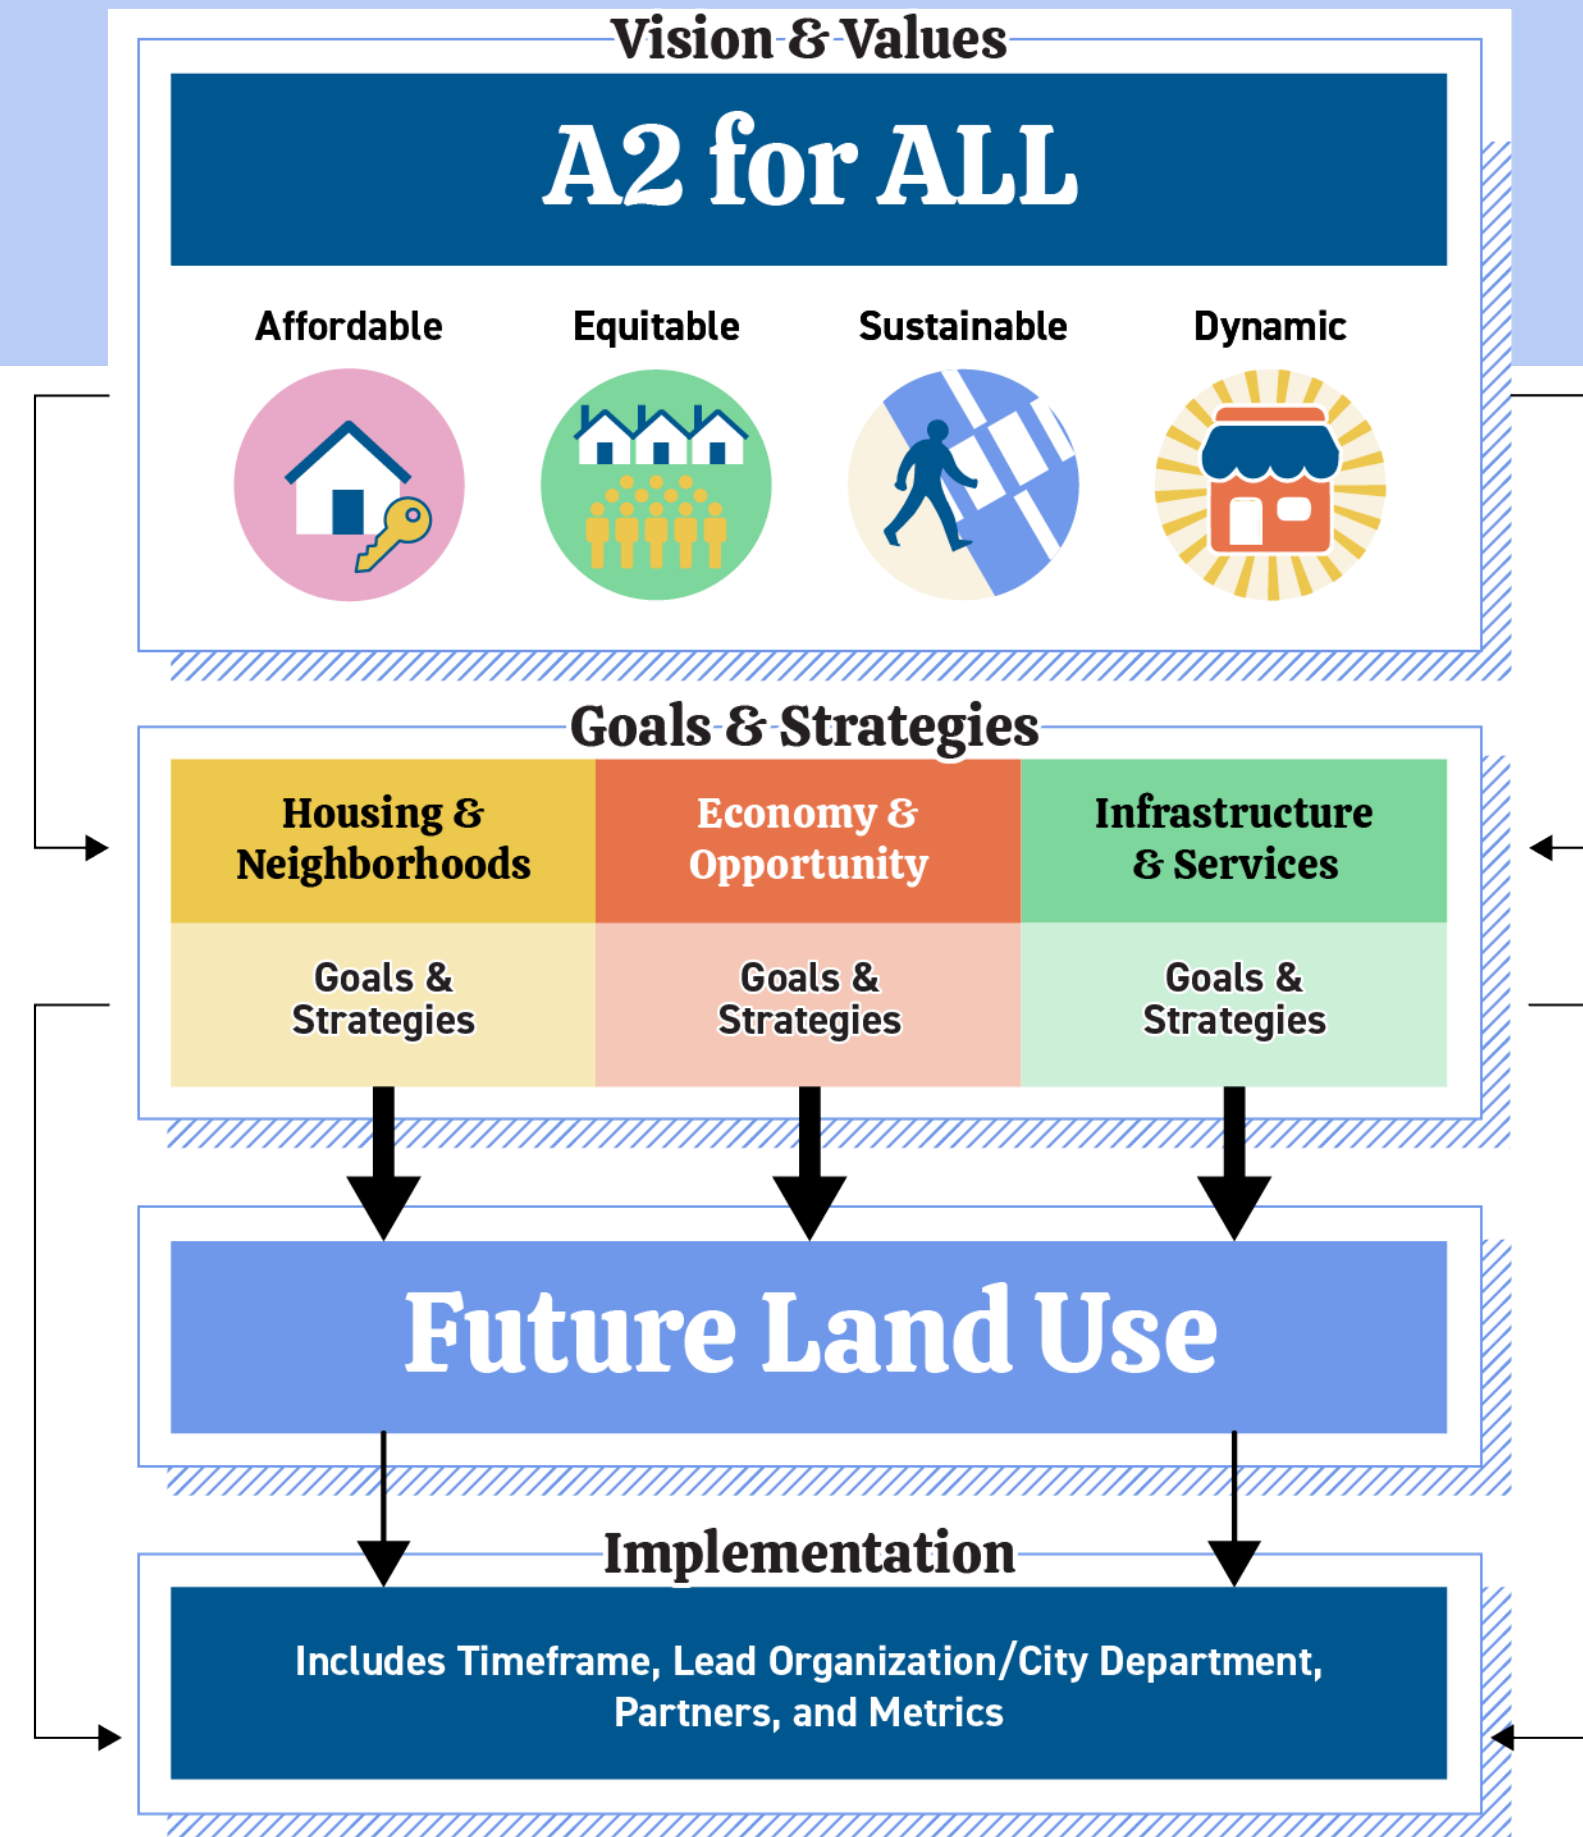 Vision & Values
A2 for ALL
Affordable
Equitable
Sustainable
Dynamic
Goals & Strategies
Housing &
Neighborhoods
Economy &
Opportunity
Infrastructure
& Services
Goals &
Strategies
Goals &
Strategies
Goals &
Strategies
Future Land Use
Implementation
Includes Timeframe, Lead Organization/City Department,
Partners, and Metrics